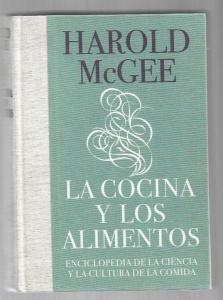 HAROLD
McGEE
LA COCINA
Y LOS
ALIMENTOS
ENCICLOPEDIA DE LA CIENCIA
Y LA CULTURA DE LA COMIDA